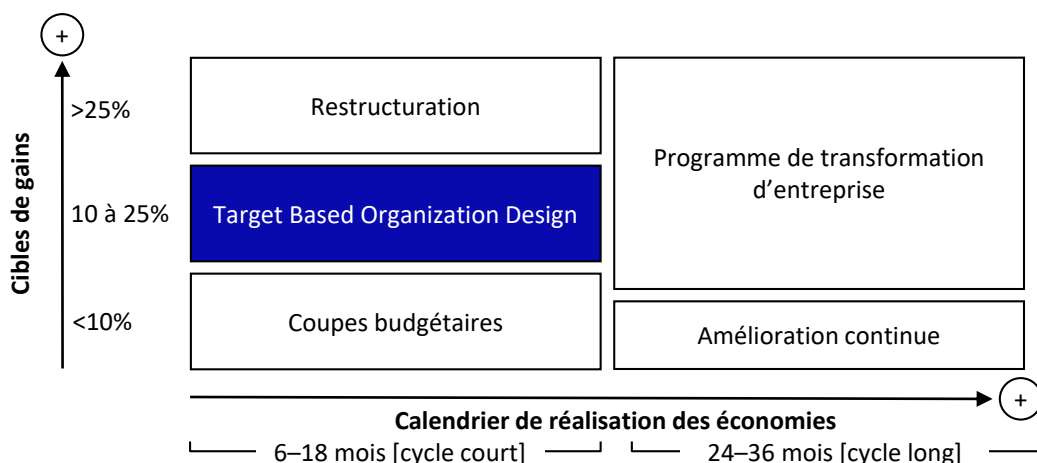 +
Cibles de gains
>25%
Restructuration
Programme de transformation
d’entreprise
10 à 25%
Target Based Organization Design
<10%
Coupes budgétaires
Amélioration continue
+
Calendrier de réalisation des économies
6–18 mois [cycle court]
24–36 mois [cycle long]